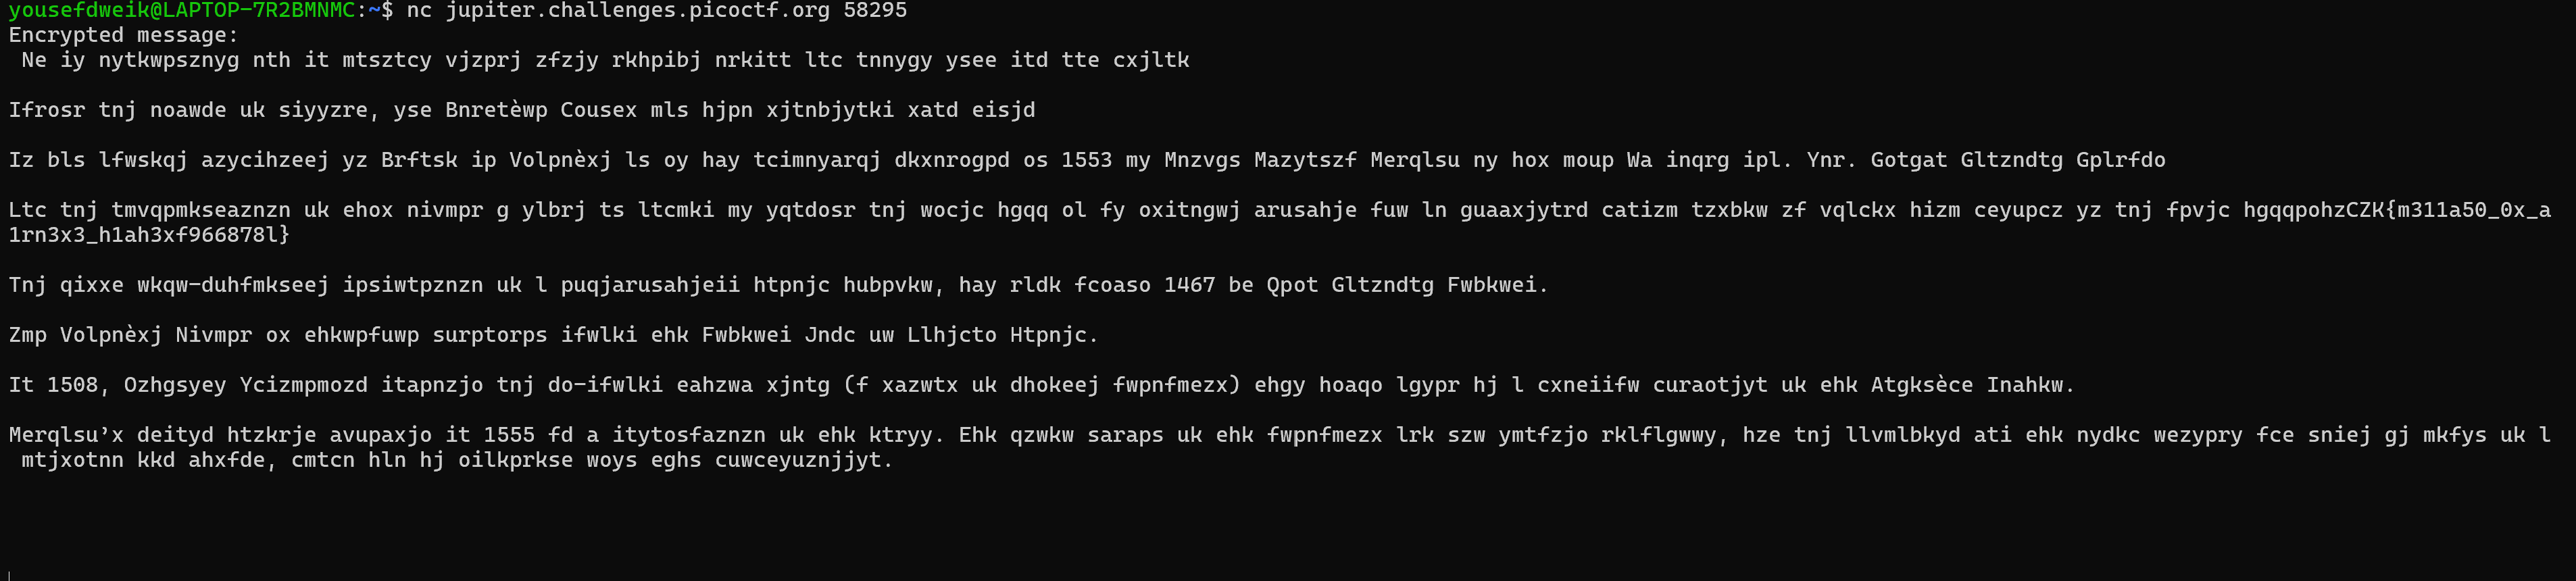 yousefdweik@LAPTOP-7R2BMNMC:~$ nc jupiter.challenges.picoctf.org 58295
Encrypted message:
Ne iy nytkwpsznyg nth it mtsztcy vjzprj zfzjy rkhpibj nrkitt ltc tnnygy ysee itd tte cxjltk
Ifrosr tnj noawde uk siyyzre, yse Bnretèwp Cousex mls hjpn xjtnbjytki xatd eisjd
Iz bls lfwskqj azycihzeej yz Brftsk ip Volpnèxj ls oy hay tcimnyarqj dkxnrogpd os 1553 my Mnzvgs Mazytszf Merqlsu ny hox moup Wa inqrg ipl. Ynr. Gotgat Gltzndtg Gplrfdo
Ltc tnj tmvqpmkseaznzn uk ehox nivmpr g ylbrj ts ltcmki my yqtdosr tnj wocjc hgqq ol fy oxitngwj arusahje fuw ln guaaxjytrd catizm tzxbkw zf vqlckx hizm ceyupcz yz tnj fpvjc hgqqpohzCZK{m311a50_0x_a
1rn3x3_h1ah3xf966878l}
Tnj qixxe wkqw-duhfmkseej ipsiwtpznzn uk l puqjarusahjeii htpnjc hubpvkw, hay rldk fcoaso 1467 be Qpot Gltzndtg Fwbkwei.
Zmp Volpnèxj Nivmpr ox ehkwpfuwp surptorps ifwlki ehk Fwbkwei Jndc uw Llhjcto Htpnjc.
It 1508, Ozhgsyey Ycizmpmozd itapnzjo tnj do-ifwlki eahzwa xjntg (f xazwtx uk dhokeej fwpnfmezx) ehgy hoaqo lgypr hj l cxneiifw curaotjyt uk ehk Atgksèce Inahkw.
Merqlsu’x deityd htzkrje avupaxjo it 1555 fd a itytosfaznzn uk ehk ktryy. Ehk qzwkw saraps uk ehk fwpnfmezx lrk szw ymtfzjo rklflgwwy, hze tnj llvmlbkyd ati ehk nydkc wezypry fce sniej gj mkfys uk l
mtjxotnn kkd ahxfde, cmtcn hln hj oilkprkse woys eghs cuwceyuznjjyt.